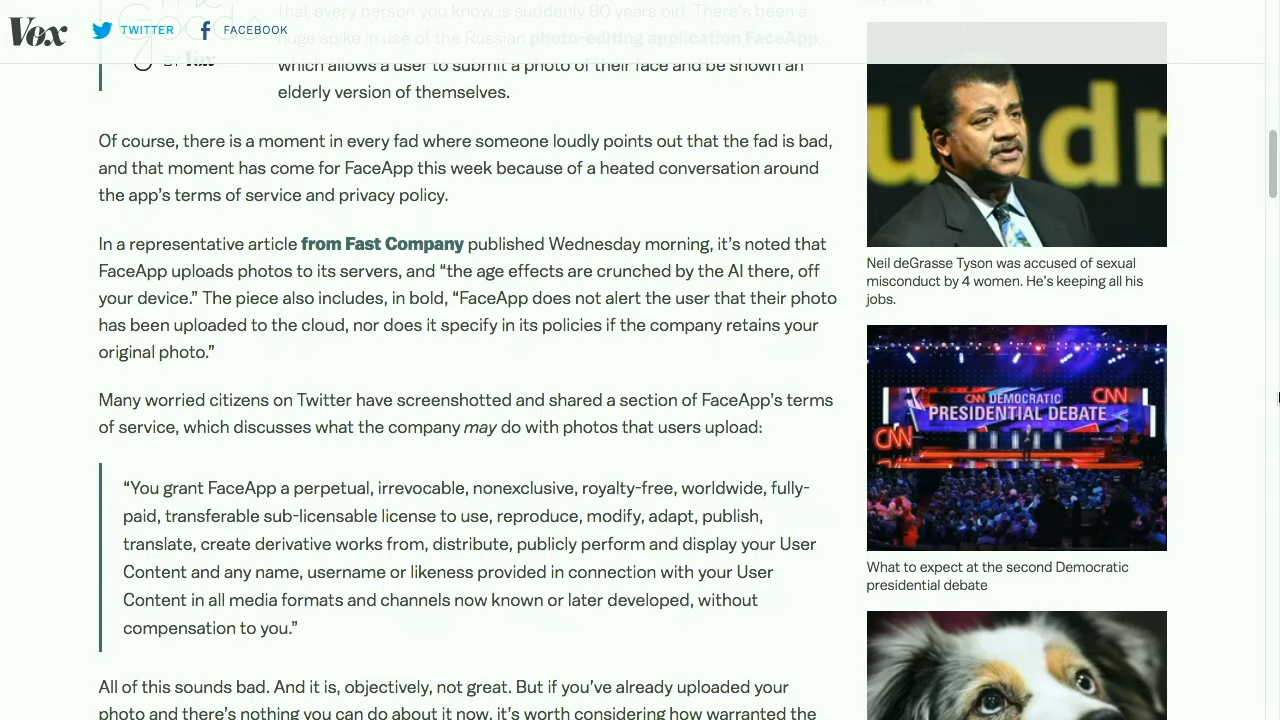 Vox
TWITTER
FACEBOOK
that every person you know is suddenly 80 years old. There's been a
huge spike in use of the Russian photo-editing application FaceApp,
BY Vox
which allows a user to submit a photo of their face and be shown an
elderly version of themselves.
Of course, there is a moment in every fad where someone loudly points out that the fad is bad,
and that moment has come for FaceApp this week because of a heated conversation around
the app’s terms of service and privacy policy.
In a representative article from Fast Company published Wednesday morning, it’s noted that
FaceApp uploads photos to its servers, and “the age effects are crunched by the AI there, off
your device.” The piece also includes, in bold, “FaceApp does not alert the user that their photo
has been uploaded to the cloud, nor does it specify in its policies if the company retains your
original photo.”
Many worried citizens on Twitter have screenshotted and shared a section of FaceApp’s terms
of service, which discusses what the company may do with photos that users upload:
“You grant FaceApp a perpetual, irrevocable, nonexclusive, royalty-free, worldwide, fully-
paid, transferable sub-licensable license to use, reproduce, modify, adapt, publish,
translate, create derivative works from, distribute, publicly perform and display your User
Content and any name, username or likeness provided in connection with your User
Content in all media formats and channels now known or later developed, without
compensation to you.”
All of this sounds bad. And it is, objectively, not great. But if you’ve already uploaded your
photo and there’s nothing you can do about it now, it’s worth considering how warranted the
Neil deGrasse Tyson was accused of sexual
misconduct by 4 women. He’s keeping all his
jobs.
CNN DEMOCRATIC CNN
PRESIDENTIAL DEBATE
CNN
What to expect at the second Democratic
presidential debate